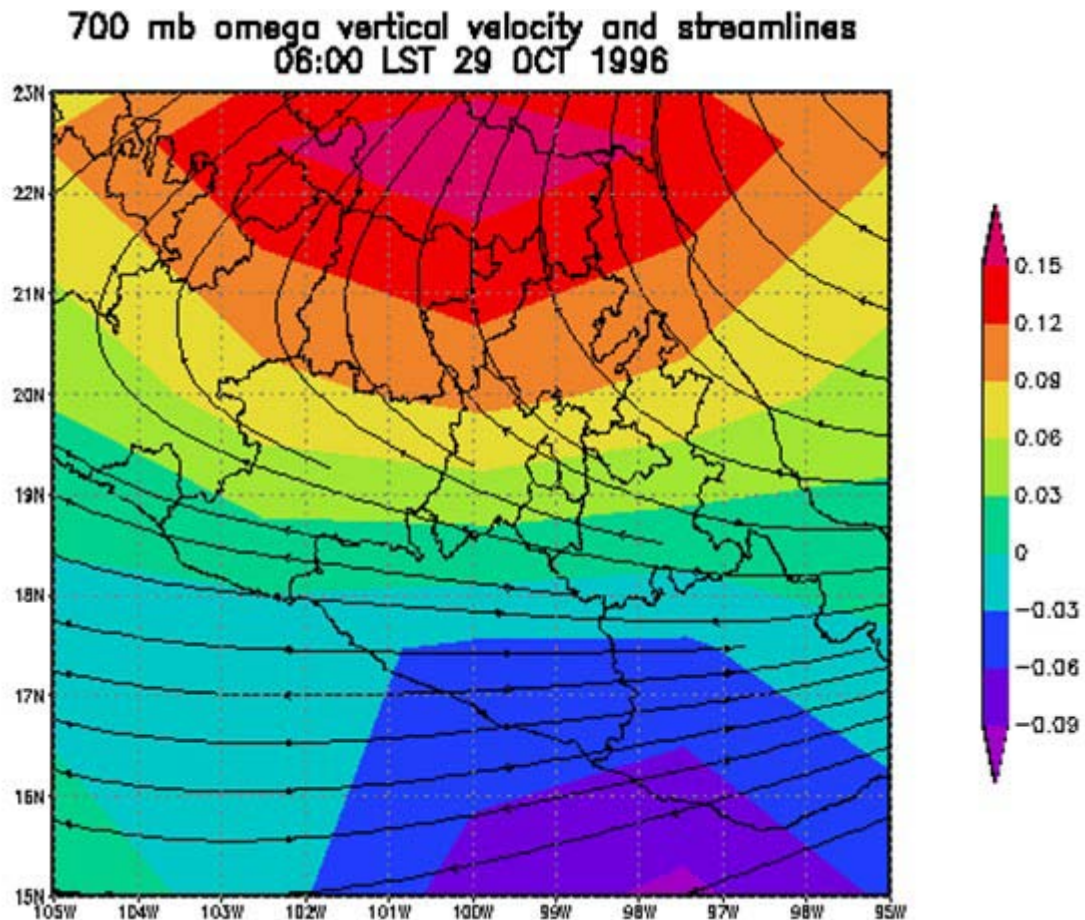 700 mb omega vertical velocity and streamlines
06:00 LST 29 OCT 1996
23N
22N
21N
20N
19N
18N
17N
16N
15N
105W 104W 103W 102W 101W 100W 99W 98W 97W 96W 95W
0.15
0.12
0.09
0.06
0.03
0
-0.03
-0.06
-0.09